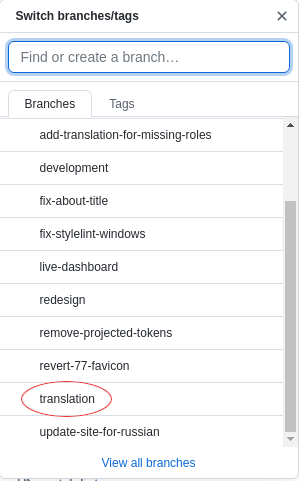 Switch branches/tags
Find or create a branch…
Branches
Tags
add-translation-for-missing-roles
development
fix-about-title
fix-stylelint-windows
live-dashboard
redesign
remove-projected-tokens
revert-77-favicon
translation
update-site-for-russian
View all branches